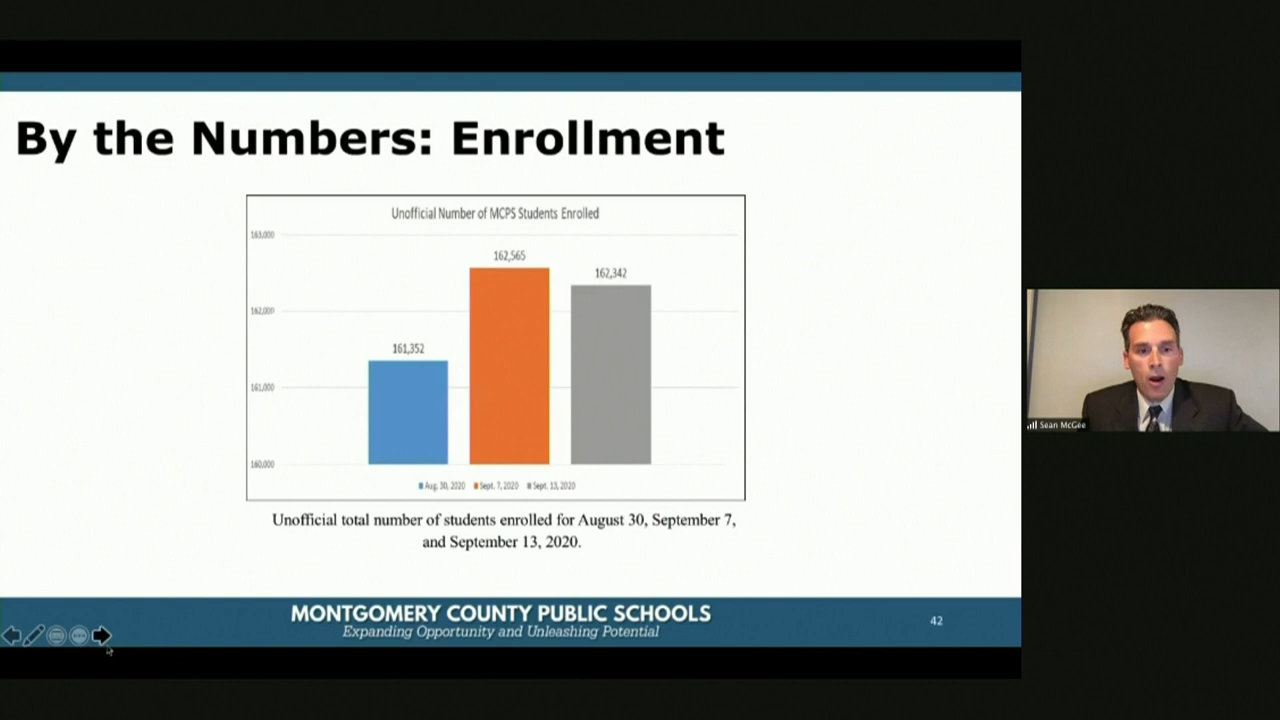 By the Numbers: Enrollment
Unofficial Number of MCPS Students Enrolled
163,000
162,565
162,342
162,000
161,352
161,000
160,000
Aug. 30, 2020 Sept. 7, 2020 Sept. 13, 2020
Unofficial total number of students enrolled for August 30, September 7,
and September 13, 2020.
MONTGOMERY COUNTY PUBLIC SCHOOLS
Expanding Opportunity and Unleashing Potential
42
Sean McGee